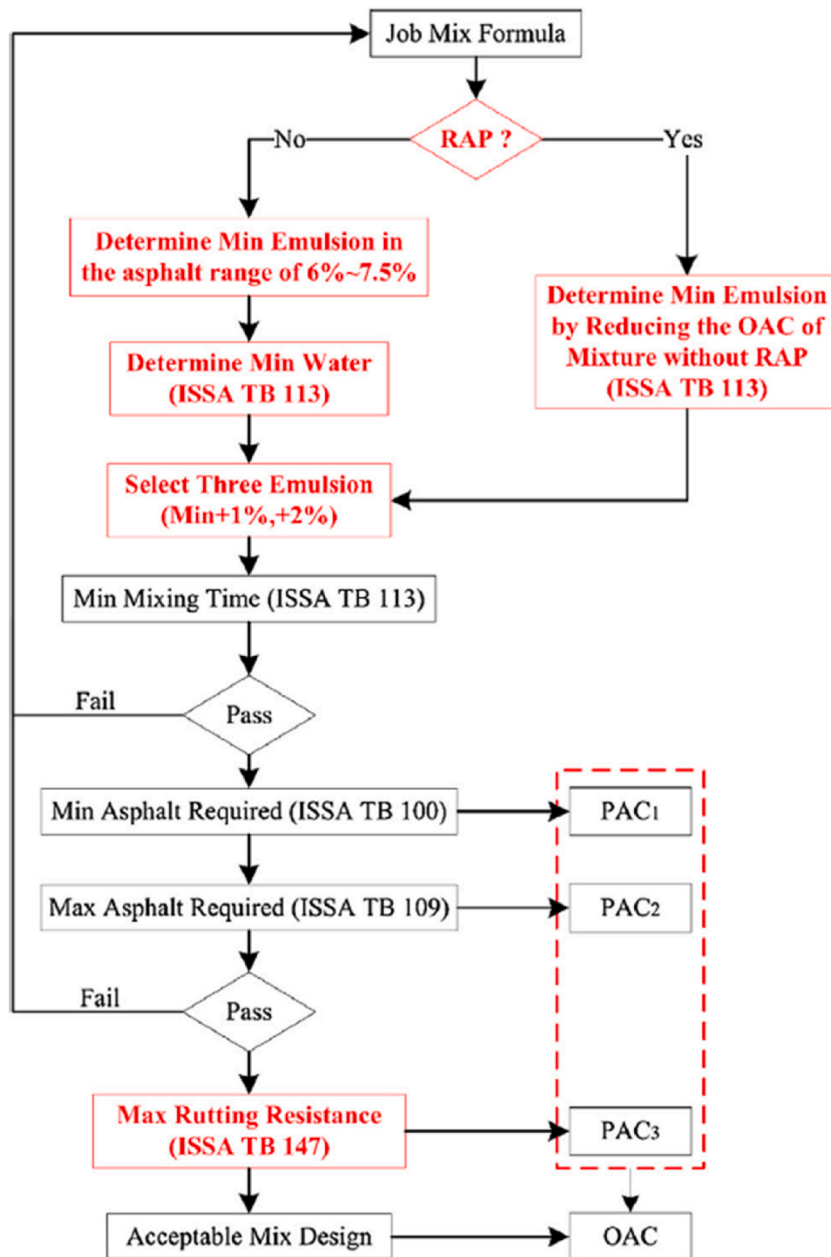 Job Mix Formula
No
RAP ?
Yes
Determine Min Emulsion in
the asphalt range of 6%~7.5%
Determine Min Emulsion
by Reducing the OAC of
Mixture without RAP
(ISSA TB 113)
Determine Min Water
(ISSA TB 113)
Select Three Emulsion
(Min+1%,+2%)
Min Mixing Time (ISSA TB 113)
Fail
Pass
Min Asphalt Required (ISSA TB 100)
PAC1
Max Asphalt Required (ISSA TB 109)
PAC2
Fail
Pass
Max Rutting Resistance
(ISSA TB 147)
PAC3
Acceptable Mix Design
OAC